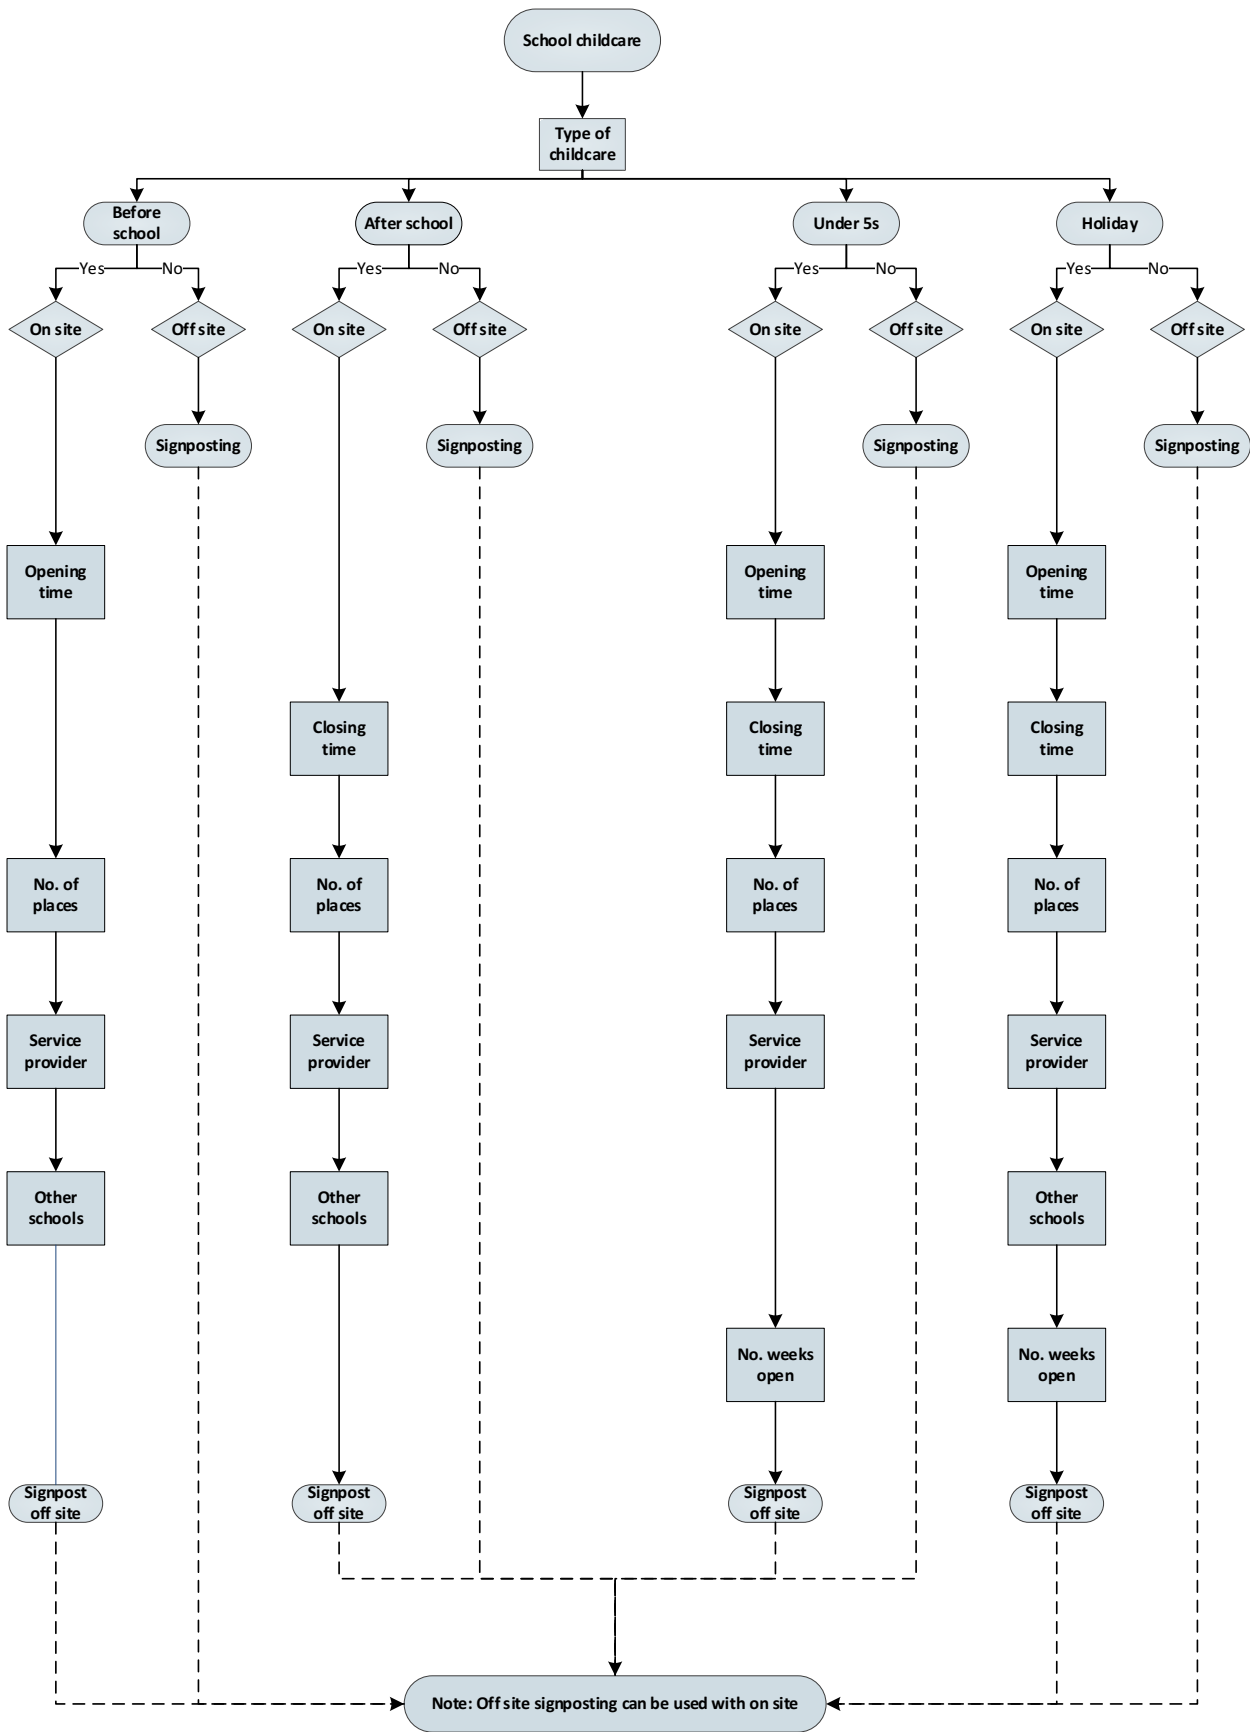 School childcare
Type of
childcare
Before
school
After school
Under 5s
Holiday
Yes
No
Yes
No
Yes
No
Yes
No
On site
Off site
On site
Off site
On site
Off site
On site
Off site
Signposting
Signposting
Signposting
Signposting
Opening
time
Opening
time
Opening
time
Closing
time
Closing
time
Closing
time
No. of
places
No. of
places
No. of
places
No. of
places
Service
provider
Service
provider
Service
provider
Service
provider
Other
schools
Other
schools
Other
schools
No. weeks
open
No. weeks
open
Signpost
off site
Signpost
off site
Signpost
off site
Signpost
off site
Note: Off site signposting can be used with on site